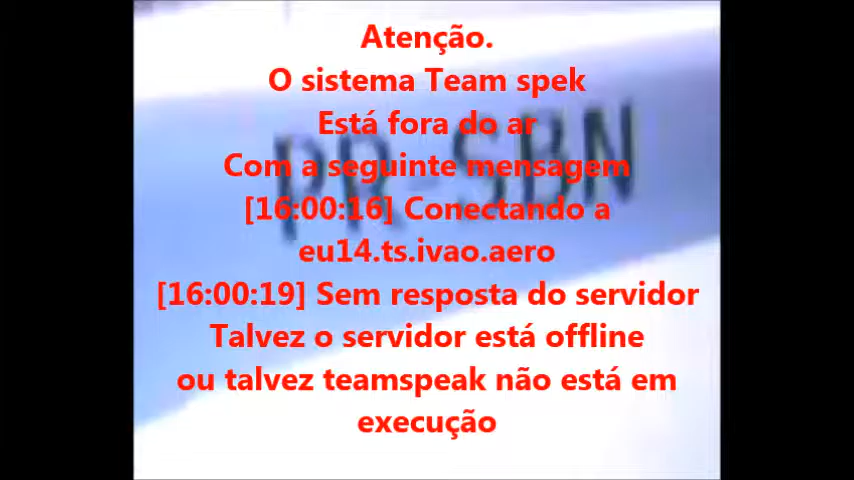 Atenção.
O sistema Team spek
Está fora do ar
Com a seguinte mensagem
PR-SBN
[16:00:16] Conectando a
eu14.ts.ivao.aero
[16:00:19] Sem resposta do servidor
Talvez o servidor está offline
ou talvez teamspeak não está em
execução